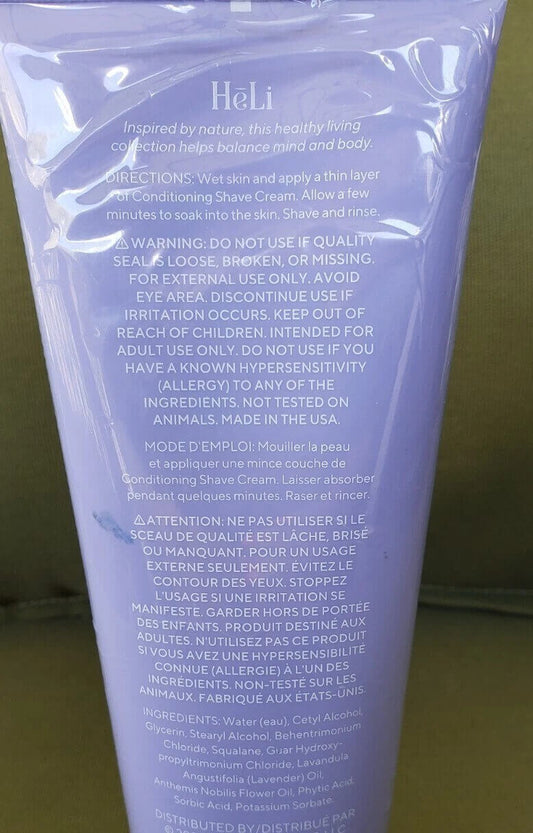 HēLi
Inspired by nature, this healthy living
collection helps balance mind and body.
DIRECTIONS: Wet skin and apply a thin layer
of Conditioning Shave Cream. Allow a few
minutes to soak into the skin. Shave and rinse.
⚠ WARNING: DO NOT USE IF QUALITY
SEAL IS LOOSE, BROKEN, OR MISSING.
FOR EXTERNAL USE ONLY. AVOID
EYE AREA. DISCONTINUE USE IF
IRRITATION OCCURS. KEEP OUT OF
REACH OF CHILDREN. INTENDED FOR
ADULT USE ONLY. DO NOT USE IF YOU
HAVE A KNOWN HYPERSENSITIVITY
(ALLERGY) TO ANY OF THE
INGREDIENTS. NOT TESTED ON
ANIMALS. MADE IN THE USA.
MODE D'EMPLOI: Mouiller la peau
et appliquer une mince couche de
Conditioning Shave Cream. Laisser absorber
pendant quelques minutes. Raser et rincer.
⚠ ATTENTION: NE PAS UTILISER SI LE
SCEAU DE QUALITÉ EST LÂCHE, BRISÉ
OU MANQUANT. POUR UN USAGE
EXTERNE SEULEMENT. ÉVITEZ LE
CONTOUR DES YEUX. STOPPEZ
L'USAGE SI UNE IRRITATION SE
MANIFESTE. GARDER HORS DE PORTÉE
DES ENFANTS. PRODUIT DESTINÉ AUX
ADULTES. N'UTILISEZ PAS CE PRODUIT
SI VOUS AVEZ UNE HYPERSENSIBILITÉ
CONNUE (ALLERGIE) À L'UN DES
INGRÉDIENTS. NON-TESTÉ SUR LES
ANIMAUX. FABRIQUÉ AUX ÉTATS-UNIS.
INGREDIENTS: Water (eau), Cetyl Alcohol,
Glycerin, Stearyl Alcohol, Behentrimonium
Chloride, Squalane, Guar Hydroxy-
propyltrimonium Chloride, Lavandula
Angustifolia (Lavender) Oil,
Anthemis Nobilis Flower Oil, Phytic Acid,
Sorbic Acid, Potassium Sorbate.
DISTRIBUTED BY/DISTRIBUÉ PAR